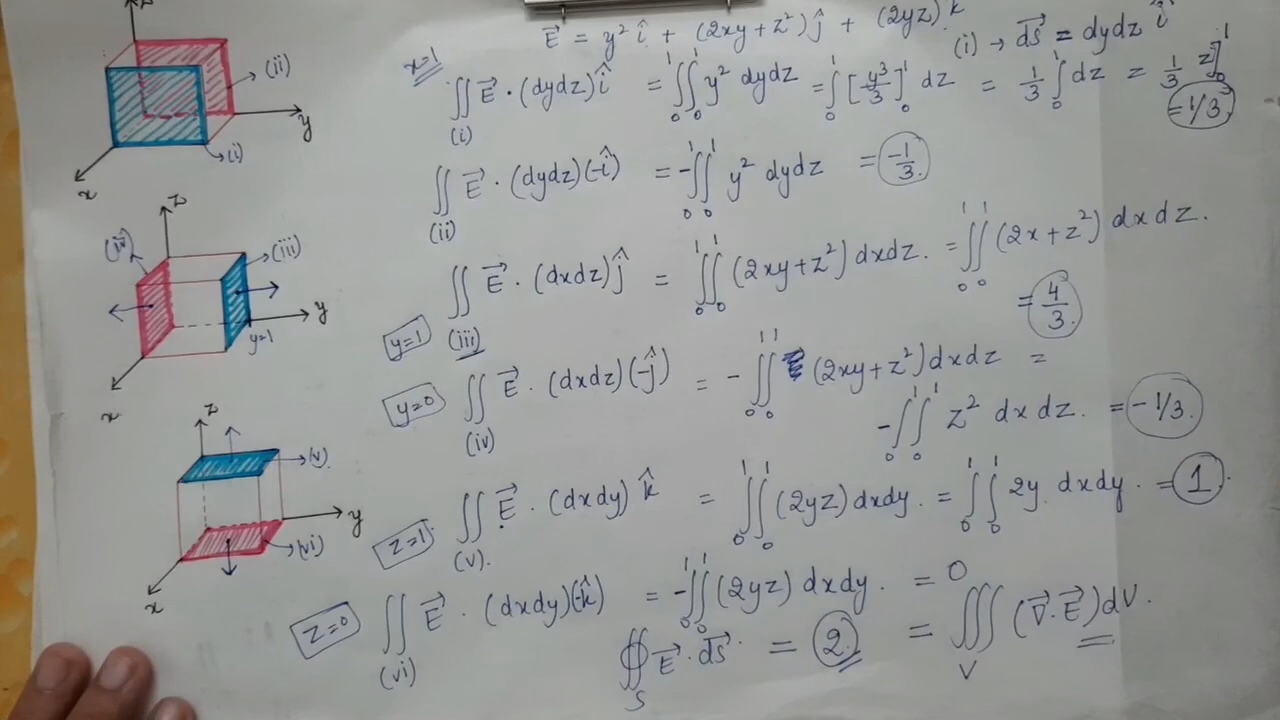 E⃗ = y² î + (2xy + z²) ĵ + (2yz) k̂
(i) → ds⃗ = dydz î
x=1
∬(i) E⃗ · (dydz) î = ∫₀¹∫₀¹ y² dydz = ∫₀¹ [y³/3]₀¹ dz = 1/3 ∫₀¹ dz = 1/3 z]₀¹
= 1/3
∬(ii) E⃗ · (dydz)(-î) = -∫₀¹∫₀¹ y² dydz = -1/3.
∬(iii) E⃗ · (dxdz) ĵ = ∫₀¹∫₀¹ (2xy + z²) dxdz. = ∫₀¹∫₀¹ (2x + z²) dxdz.
y=1
= 4/3.
y=0 ∬(iv) E⃗ · (dxdz)(-ĵ) = - ∫₀¹∫₀¹ (2xy + z²) dxdz =
-∫₀¹∫₀¹ z² dxdz. = -1/3.
z=1. ∬(v). E⃗ · (dxdy) k̂ = ∫₀¹∫₀¹ (2yz) dxdy. = ∫₀¹∫₀¹ 2y. dxdy. = 1.
z=0 ∬(vi) E⃗ · (dxdy)(-k̂) = -∫₀¹∫₀¹ (2yz) dxdy. = 0
∯S E⃗ · ds⃗ = 2. = ∭V (∇⃗ · E⃗) dV.
z
(ii)
y
(i)
x
z
(iv)
(iii)
y
y=1
x
z
(v).
y
(vi)
x